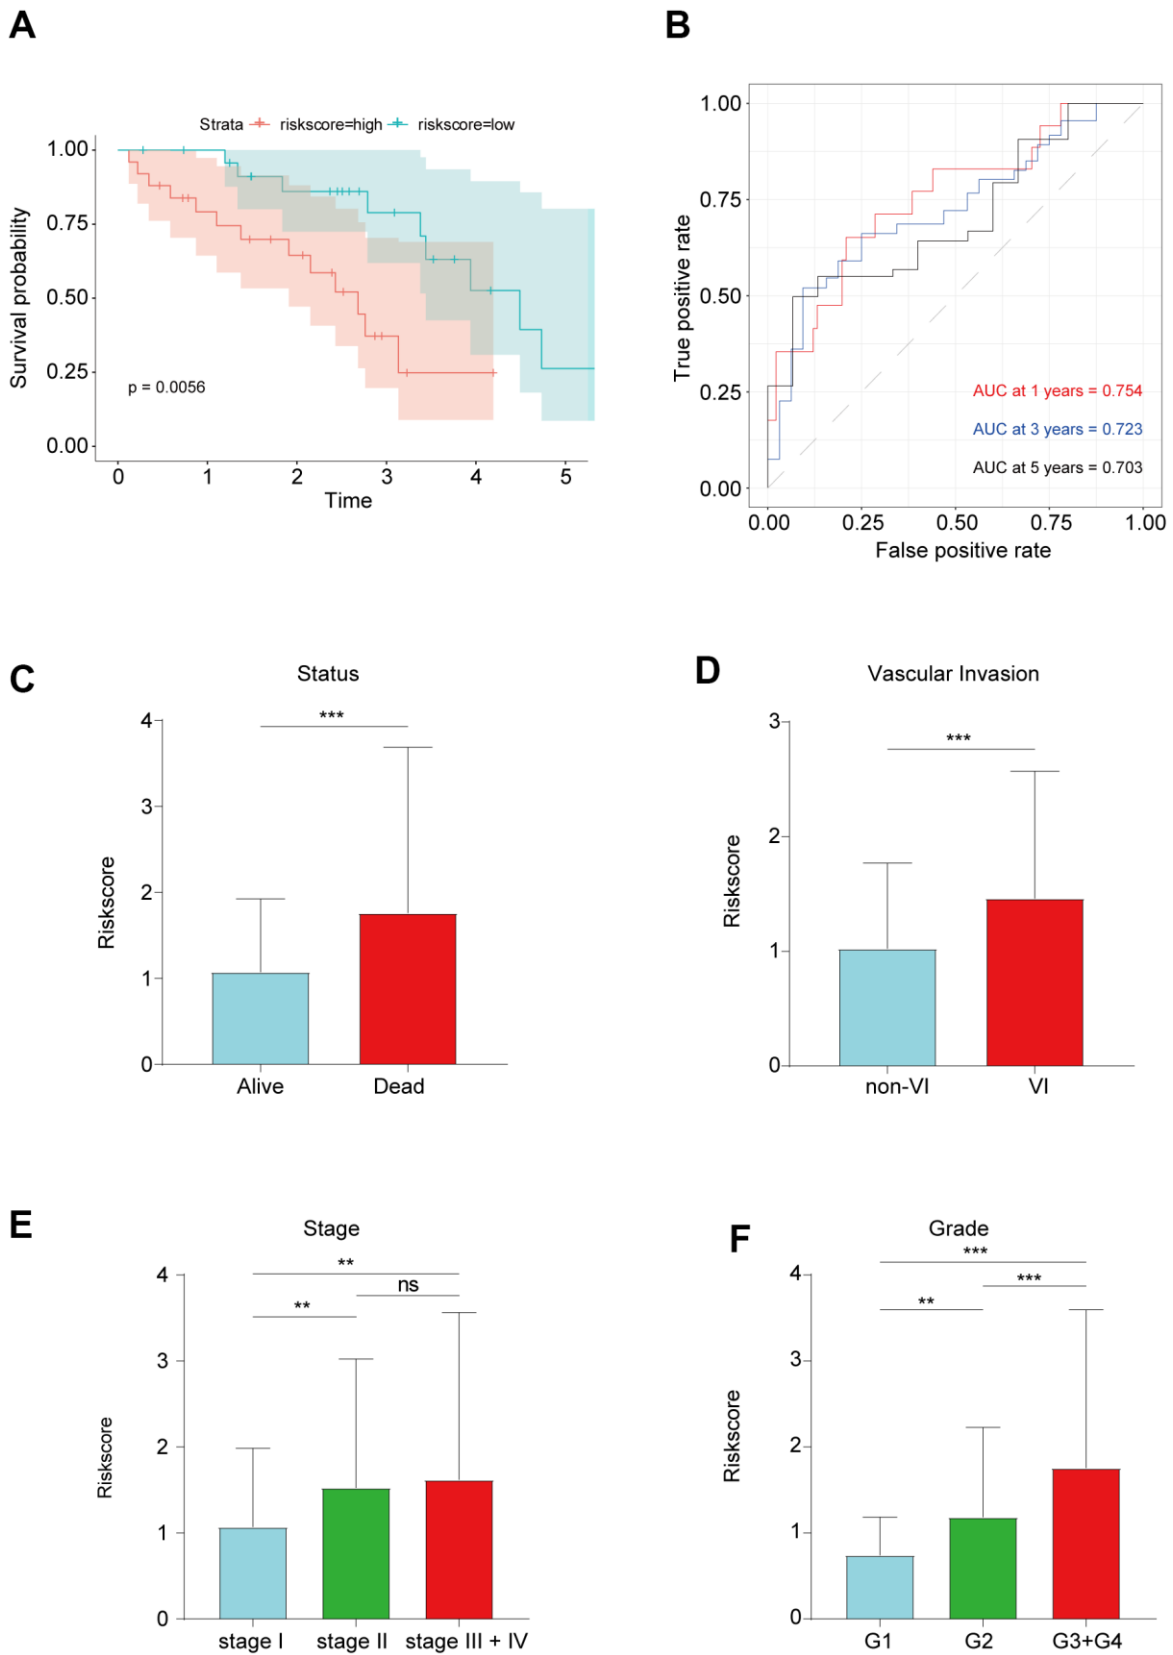 A
Strata riskscore=high riskscore=low
1.00
0.75
0.50
0.25
0.00
Survival probability
p = 0.0056
0 1 2 3 4 5
Time
B
1.00
0.75
0.50
0.25
0.00
True positive rate
AUC at 1 years = 0.754
AUC at 3 years = 0.723
AUC at 5 years = 0.703
0.00 0.25 0.50 0.75 1.00
False positive rate
C
Status
***
4
3
2
1
0
Riskscore
Alive Dead
D
Vascular Invasion
***
3
2
1
0
Riskscore
non-VI VI
E
Stage
**
ns
**
4
3
2
1
0
Riskscore
stage I stage II stage III + IV
F
Grade
***
***
**
4
3
2
1
0
Riskscore
G1 G2 G3+G4